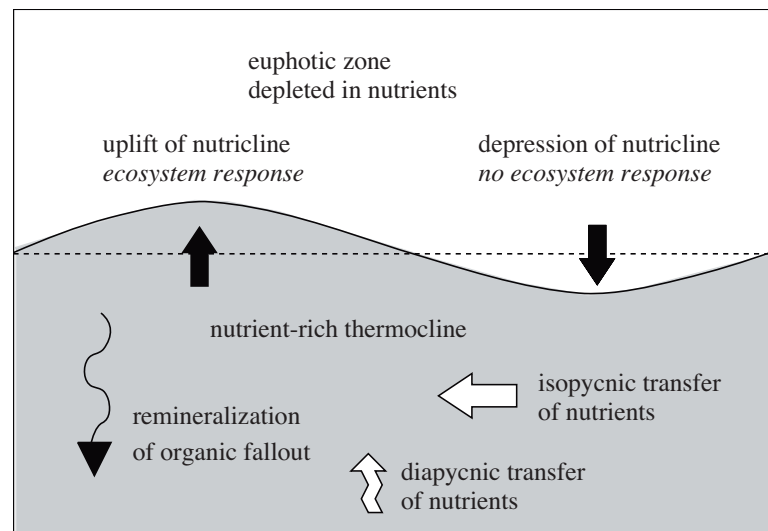 euphotic zone
depleted in nutrients
uplift of nutricline
ecosystem response
depression of nutricline
no ecosystem response
nutrient-rich thermocline
isopycnic transfer
of nutrients
remineralization
of organic fallout
diapycnic transfer
of nutrients